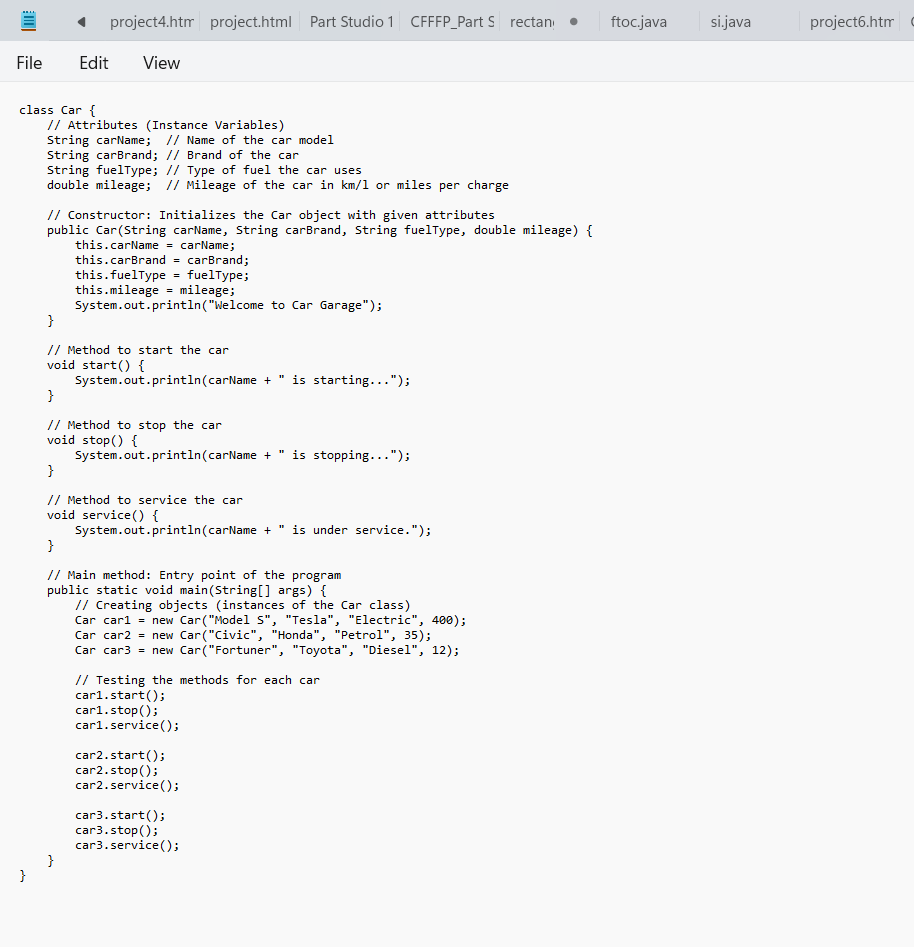 project4.htm project.html Part Studio 1 CFFFP_Part S rectang ftoc.java si.java project6.htm
File Edit View
class Car {
    // Attributes (Instance Variables)
    String carName;  // Name of the car model
    String carBrand; // Brand of the car
    String fuelType; // Type of fuel the car uses
    double mileage;  // Mileage of the car in km/l or miles per charge

    // Constructor: Initializes the Car object with given attributes
    public Car(String carName, String carBrand, String fuelType, double mileage) {
        this.carName = carName;
        this.carBrand = carBrand;
        this.fuelType = fuelType;
        this.mileage = mileage;
        System.out.println("Welcome to Car Garage");
    }

    // Method to start the car
    void start() {
        System.out.println(carName + " is starting...");
    }

    // Method to stop the car
    void stop() {
        System.out.println(carName + " is stopping...");
    }

    // Method to service the car
    void service() {
        System.out.println(carName + " is under service.");
    }

    // Main method: Entry point of the program
    public static void main(String[] args) {
        // Creating objects (instances of the Car class)
        Car car1 = new Car("Model S", "Tesla", "Electric", 400);
        Car car2 = new Car("Civic", "Honda", "Petrol", 35);
        Car car3 = new Car("Fortuner", "Toyota", "Diesel", 12);

        // Testing the methods for each car
        car1.start();
        car1.stop();
        car1.service();

        car2.start();
        car2.stop();
        car2.service();

        car3.start();
        car3.stop();
        car3.service();
    }
}